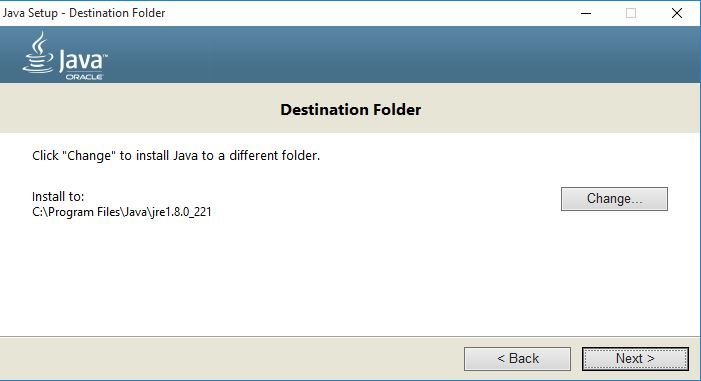 Java Setup - Destination Folder
Java™
ORACLE
Destination Folder
Click "Change" to install Java to a different folder.
Install to:
C:\Program Files\Java\jre1.8.0_221
Change...
< Back
Next >